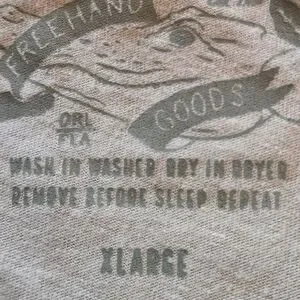 FREEHAND
GOODS
ORL
FLA
WASH IN WASHER DRY IN DRYER
REMOVE BEFORE SLEEP REPEAT
XLARGE